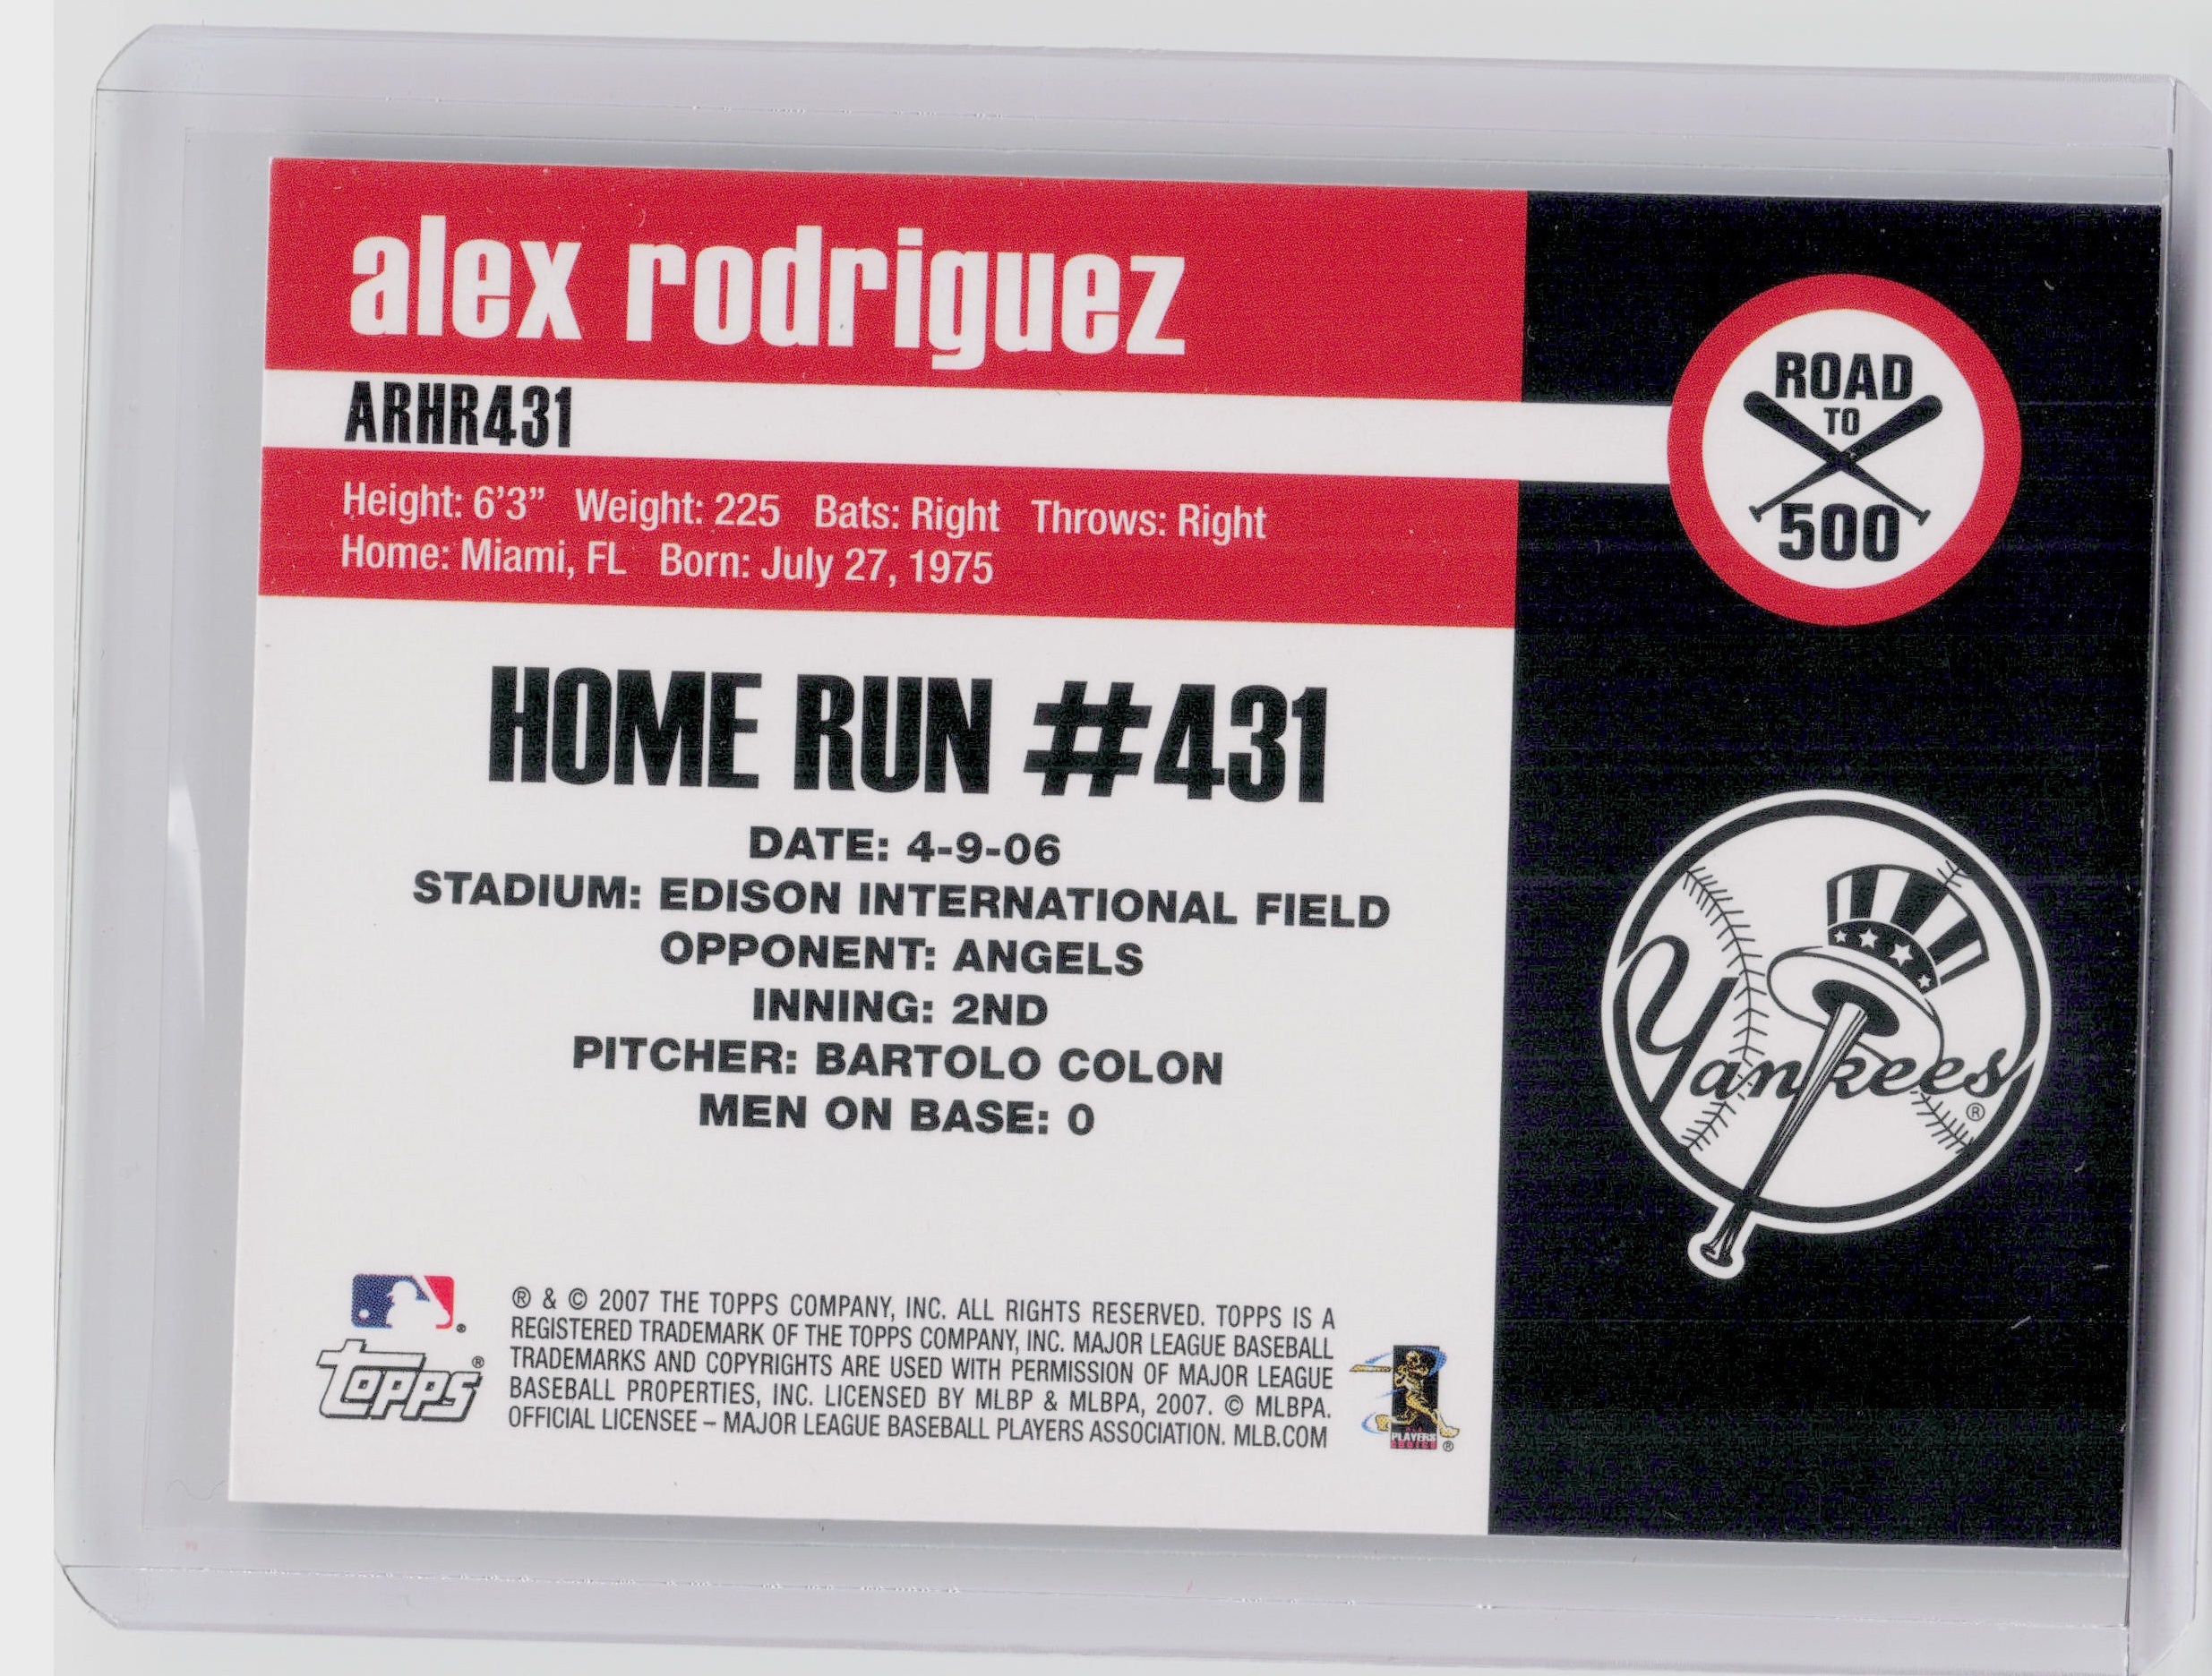 alex rodriguez
ARHR431
Height: 6'3" Weight: 225 Bats: Right Throws: Right
Home: Miami, FL Born: July 27, 1975
ROAD
TO
500
HOME RUN #431
DATE: 4-9-06
STADIUM: EDISON INTERNATIONAL FIELD
OPPONENT: ANGELS
INNING: 2ND
PITCHER: BARTOLO COLON
MEN ON BASE: 0
Yankees ®
® & © 2007 THE TOPPS COMPANY, INC. ALL RIGHTS RESERVED. TOPPS IS A
REGISTERED TRADEMARK OF THE TOPPS COMPANY, INC. MAJOR LEAGUE BASEBALL
TRADEMARKS AND COPYRIGHTS ARE USED WITH PERMISSION OF MAJOR LEAGUE
BASEBALL PROPERTIES, INC. LICENSED BY MLBP & MLBPA, 2007. © MLBPA.
OFFICIAL LICENSEE – MAJOR LEAGUE BASEBALL PLAYERS ASSOCIATION. MLB.COM
Topps ®
PLAYERS
CHOICE ®